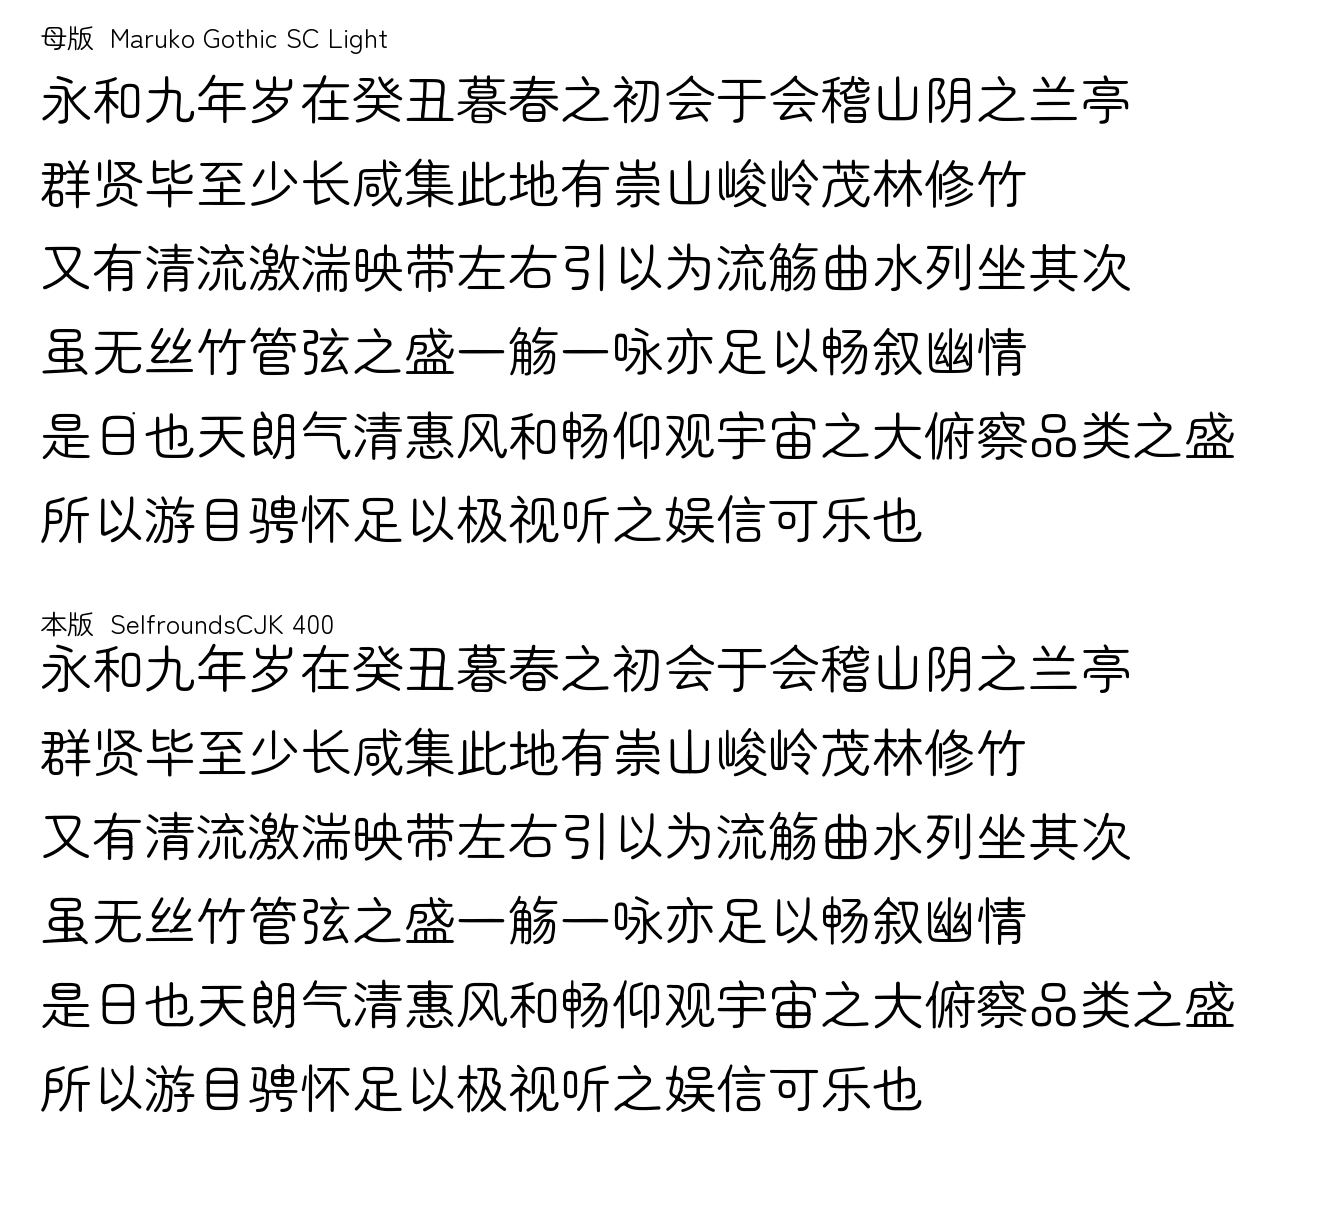 母版 Maruko Gothic SC Light
永和九年岁在癸丑暮春之初会于会稽山阴之兰亭
群贤毕至少长咸集此地有崇山峻岭茂林修竹
又有清流激湍映带左右引以为流觞曲水列坐其次
虽无丝竹管弦之盛一觞一咏亦足以畅叙幽情
是日也天朗气清惠风和畅仰观宇宙之大俯察品类之盛
所以游目骋怀足以极视听之娱信可乐也
本版 SelfroundsCJK 400
永和九年岁在癸丑暮春之初会于会稽山阴之兰亭
群贤毕至少长咸集此地有崇山峻岭茂林修竹
又有清流激湍映带左右引以为流觞曲水列坐其次
虽无丝竹管弦之盛一觞一咏亦足以畅叙幽情
是日也天朗气清惠风和畅仰观宇宙之大俯察品类之盛
所以游目骋怀足以极视听之娱信可乐也